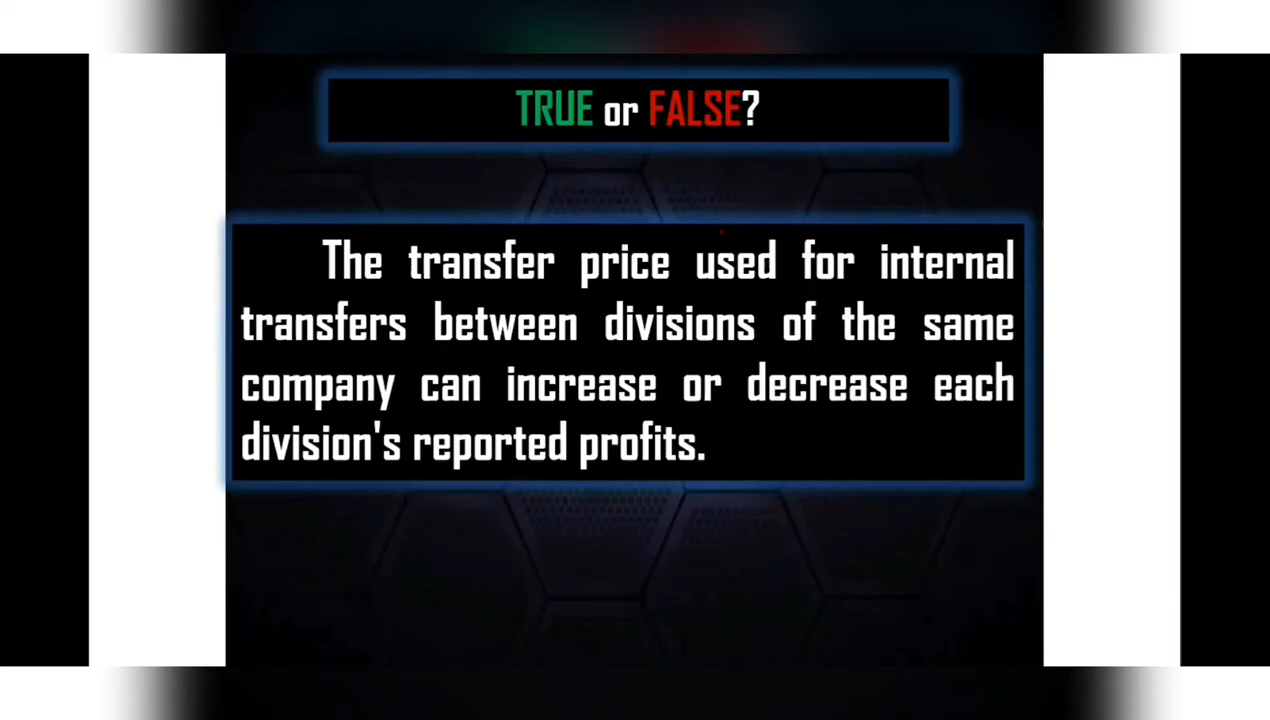 TRUE or FALSE?
The transfer price used for internal
transfers between divisions of the same
company can increase or decrease each
division's reported profits.